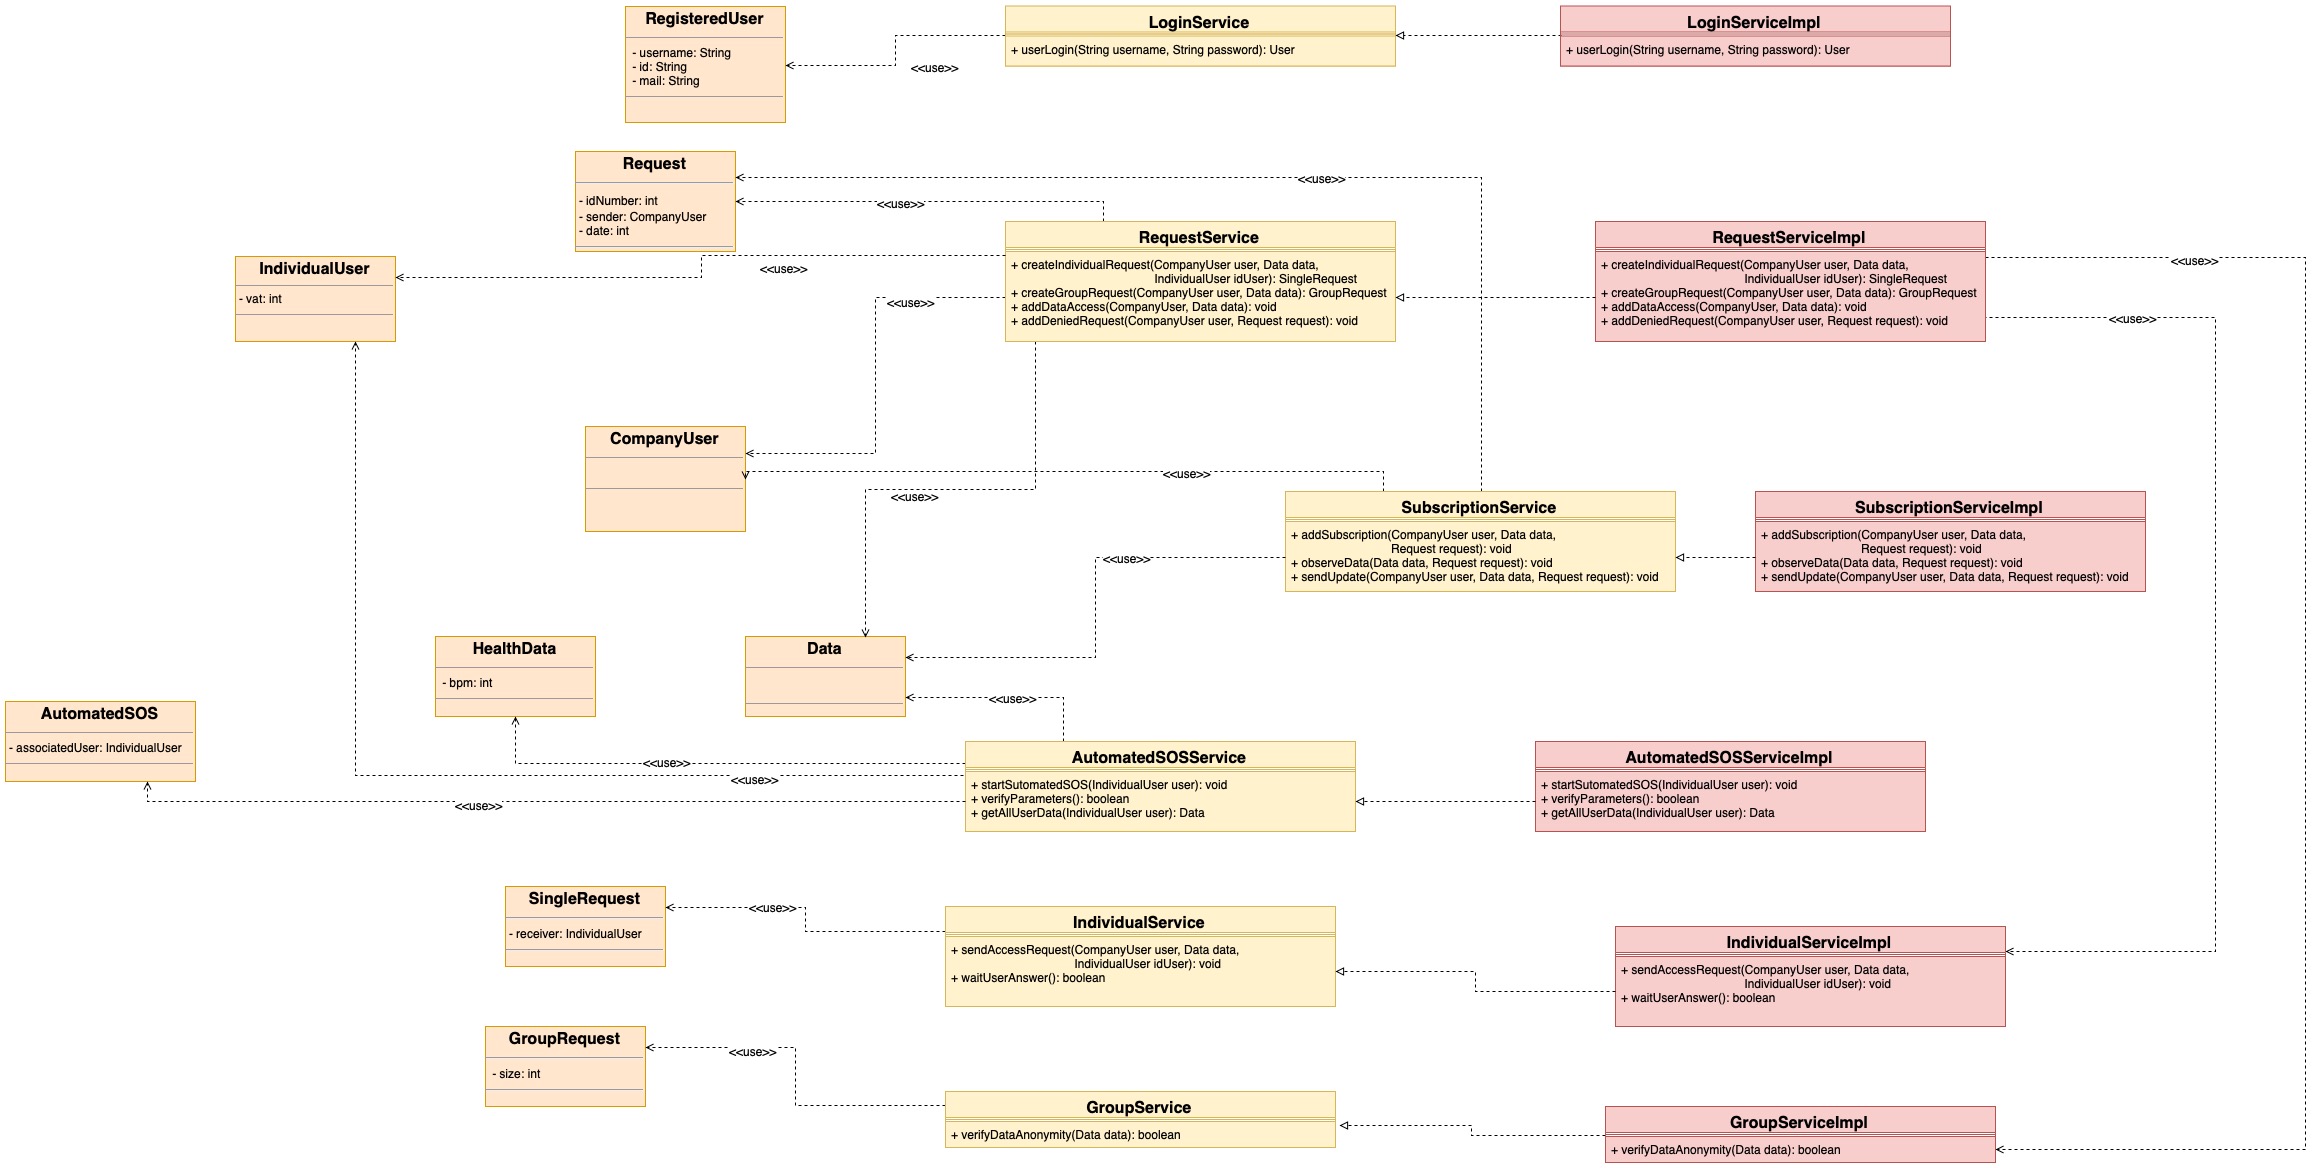 RegisteredUser
- username: String
- id: String
- mail: String
<<use>>
LoginService
+ userLogin(String username, String password): User
LoginServiceImpl
+ userLogin(String username, String password): User
Request
- idNumber: int
- sender: CompanyUser
- date: int
<<use>>
<<use>>
IndividualUser
- vat: int
<<use>>
<<use>>
RequestService
+ createIndividualRequest(CompanyUser user, Data data,
IndividualUser idUser): SingleRequest
+ createGroupRequest(CompanyUser user, Data data): GroupRequest
+ addDataAccess(CompanyUser, Data data): void
+ addDeniedRequest(CompanyUser user, Request request): void
RequestServiceImpl
+ createIndividualRequest(CompanyUser user, Data data,
IndividualUser idUser): SingleRequest
+ createGroupRequest(CompanyUser user, Data data): GroupRequest
+ addDataAccess(CompanyUser, Data data): void
+ addDeniedRequest(CompanyUser user, Request request): void
<<use>>
<<use>>
CompanyUser
<<use>>
<<use>>
SubscriptionService
+ addSubscription(CompanyUser user, Data data,
Request request): void
+ observeData(Data data, Request request): void
+ sendUpdate(CompanyUser user, Data data, Request request): void
SubscriptionServiceImpl
+ addSubscription(CompanyUser user, Data data,
Request request): void
+ observeData(Data data, Request request): void
+ sendUpdate(CompanyUser user, Data data, Request request): void
<<use>>
HealthData
- bpm: int
Data
<<use>>
AutomatedSOS
- associatedUser: IndividualUser
<<use>>
<<use>>
<<use>>
AutomatedSOSService
+ startSutomatedSOS(IndividualUser user): void
+ verifyParameters(): boolean
+ getAllUserData(IndividualUser user): Data
AutomatedSOSServiceImpl
+ startSutomatedSOS(IndividualUser user): void
+ verifyParameters(): boolean
+ getAllUserData(IndividualUser user): Data
SingleRequest
- receiver: IndividualUser
<<use>>
IndividualService
+ sendAccessRequest(CompanyUser user, Data data,
IndividualUser idUser): void
+ waitUserAnswer(): boolean
IndividualServiceImpl
+ sendAccessRequest(CompanyUser user, Data data,
IndividualUser idUser): void
+ waitUserAnswer(): boolean
GroupRequest
- size: int
<<use>>
GroupService
+ verifyDataAnonymity(Data data): boolean
GroupServiceImpl
+ verifyDataAnonymity(Data data): boolean